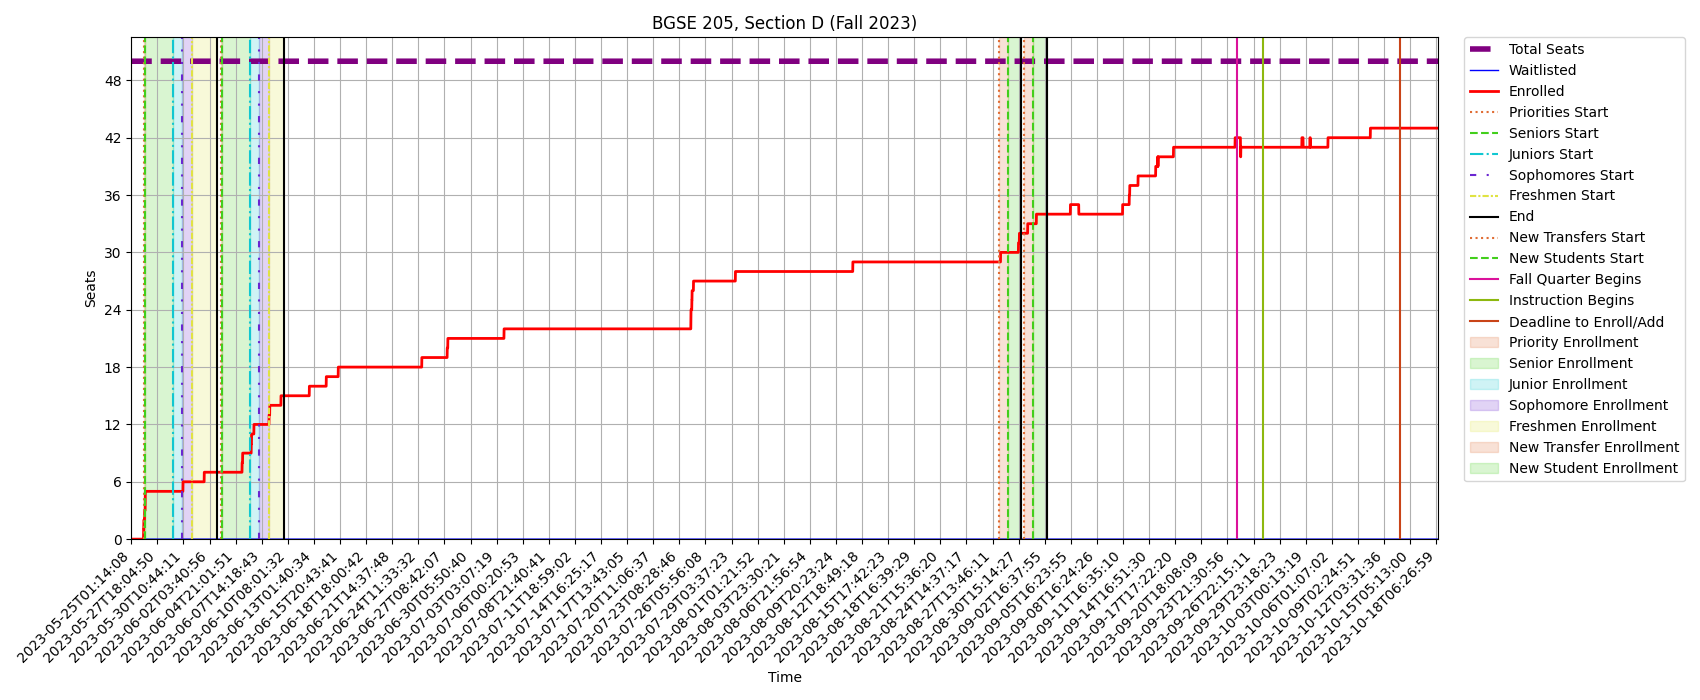 BGSE 205, Section D (Fall 2023)
Seats
48
42
36
30
24
18
12
6
0
2023-05-25T01:14:08
2023-05-27T18:04:50
2023-05-30T10:44:11
2023-06-02T03:40:56
2023-06-04T21:01:51
2023-06-07T14:18:43
2023-06-10T08:01:32
2023-06-13T01:40:34
2023-06-15T20:43:41
2023-06-18T18:00:42
2023-06-21T14:37:48
2023-06-24T11:33:32
2023-06-27T08:42:07
2023-06-30T05:50:40
2023-07-03T03:07:19
2023-07-06T00:20:53
2023-07-08T21:40:41
2023-07-11T18:59:02
2023-07-14T16:25:17
2023-07-17T13:43:05
2023-07-20T11:06:37
2023-07-23T08:28:46
2023-07-26T05:56:08
2023-07-29T03:37:23
2023-08-01T01:21:52
2023-08-03T23:30:21
2023-08-06T21:56:54
2023-08-09T20:23:24
2023-08-12T18:49:18
2023-08-15T17:42:23
2023-08-18T16:39:29
2023-08-21T15:36:20
2023-08-24T14:37:17
2023-08-27T13:46:11
2023-08-30T15:14:27
2023-09-02T16:37:55
2023-09-05T16:23:55
2023-09-08T16:24:26
2023-09-11T16:35:10
2023-09-14T16:51:30
2023-09-17T17:22:20
2023-09-20T18:08:09
2023-09-23T21:30:56
2023-09-26T22:15:11
2023-09-29T23:18:23
2023-10-03T00:13:19
2023-10-06T01:07:02
2023-10-09T02:24:51
2023-10-12T03:31:36
2023-10-15T05:13:00
2023-10-18T06:26:59
Time
Total Seats
Waitlisted
Enrolled
Priorities Start
Seniors Start
Juniors Start
Sophomores Start
Freshmen Start
End
New Transfers Start
New Students Start
Fall Quarter Begins
Instruction Begins
Deadline to Enroll/Add
Priority Enrollment
Senior Enrollment
Junior Enrollment
Sophomore Enrollment
Freshmen Enrollment
New Transfer Enrollment
New Student Enrollment